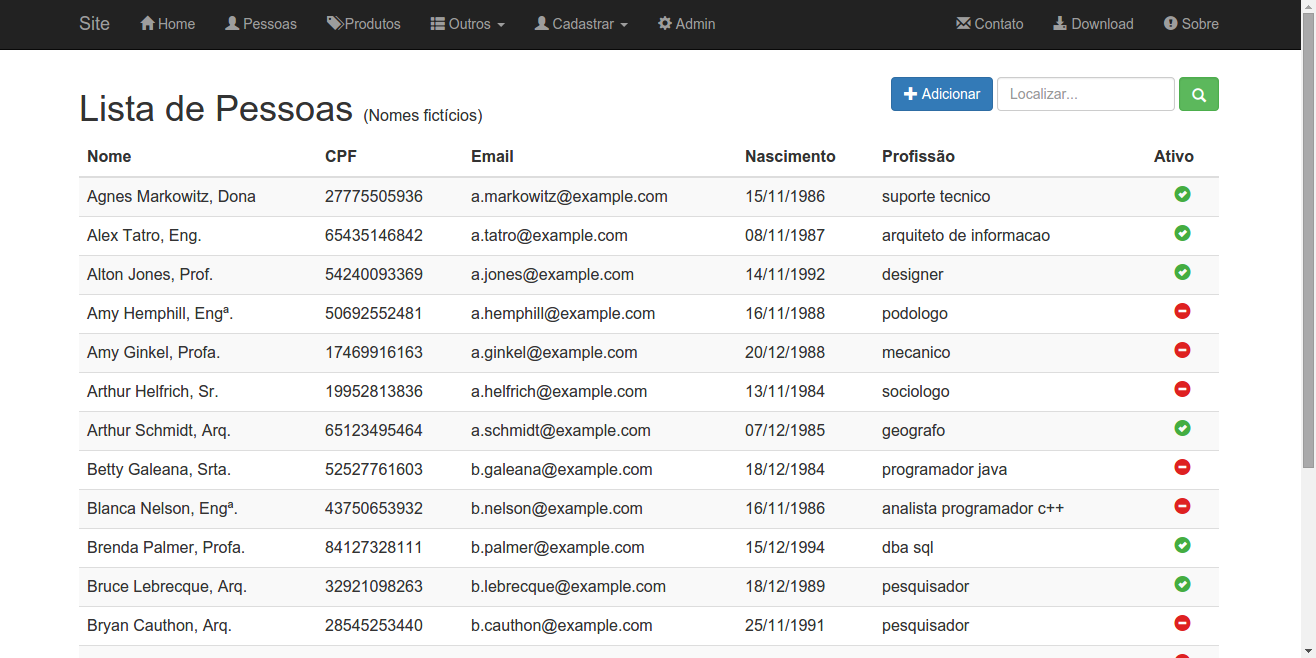 Site Home Pessoas Produtos Outros Cadastrar Admin Contato Download Sobre
Lista de Pessoas (Nomes fictícios) Adicionar Localizar...
Nome CPF Email Nascimento Profissão Ativo
Agnes Markowitz, Dona 27775505936 a.markowitz@example.com 15/11/1986 suporte tecnico
Alex Tatro, Eng. 65435146842 a.tatro@example.com 08/11/1987 arquiteto de informacao
Alton Jones, Prof. 54240093369 a.jones@example.com 14/11/1992 designer
Amy Hemphill, Engª. 50692552481 a.hemphill@example.com 16/11/1988 podologo
Amy Ginkel, Profa. 17469916163 a.ginkel@example.com 20/12/1988 mecanico
Arthur Helfrich, Sr. 19952813836 a.helfrich@example.com 13/11/1984 sociologo
Arthur Schmidt, Arq. 65123495464 a.schmidt@example.com 07/12/1985 geografo
Betty Galeana, Srta. 52527761603 b.galeana@example.com 18/12/1984 programador java
Blanca Nelson, Engª. 43750653932 b.nelson@example.com 16/11/1986 analista programador c++
Brenda Palmer, Profa. 84127328111 b.palmer@example.com 15/12/1994 dba sql
Bruce Lebrecque, Arq. 32921098263 b.lebrecque@example.com 18/12/1989 pesquisador
Bryan Cauthon, Arq. 28545253440 b.cauthon@example.com 25/11/1991 pesquisador